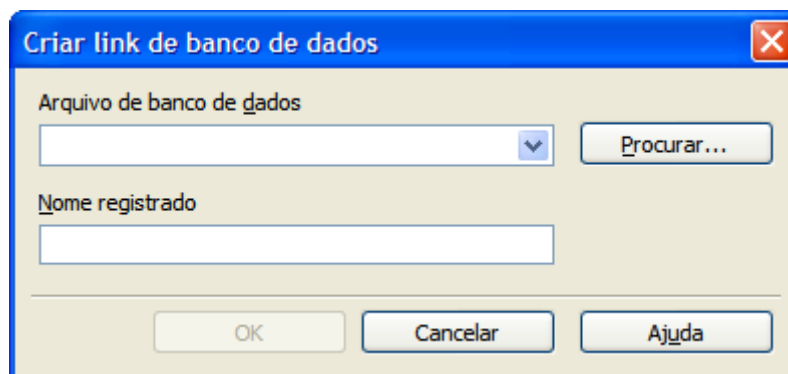 Criar link de banco de dados
Arquivo de banco de dados
Procurar...
Nome registrado
OK Cancelar Ajuda